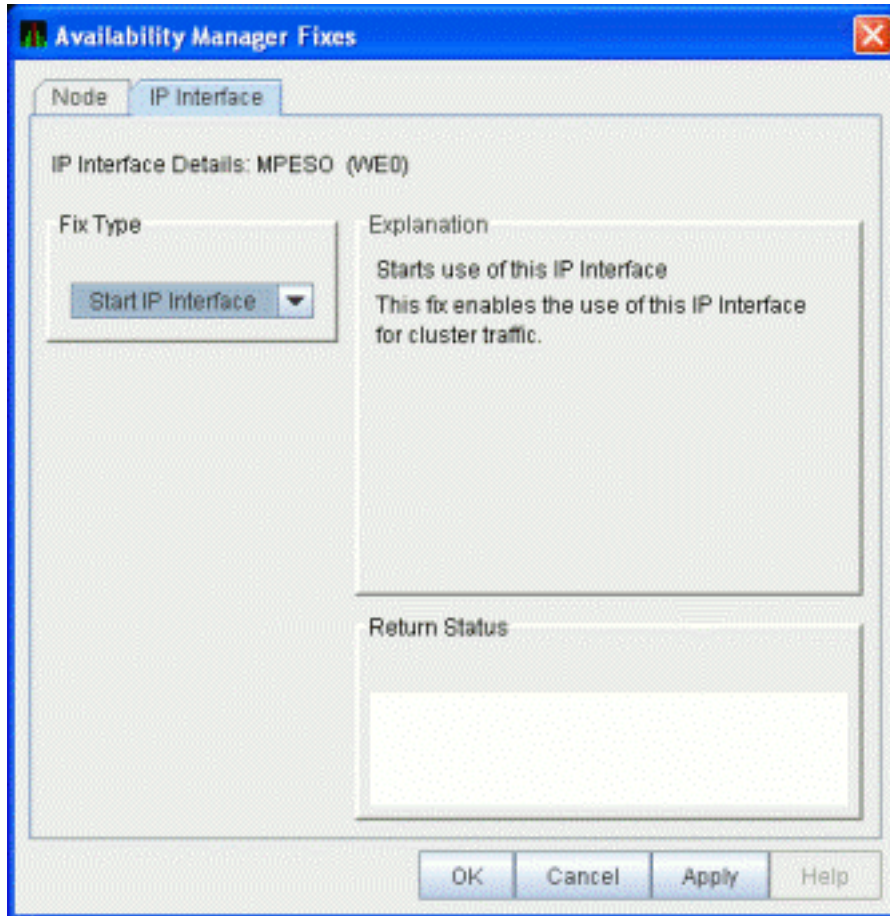 Availability Manager Fixes
Node
IP Interface
IP Interface Details: MPESO (WE0)
Fix Type
Start IP Interface
Explanation
Starts use of this IP Interface
This fix enables the use of this IP Interface
for cluster traffic.
Return Status
OK
Cancel
Apply
Help